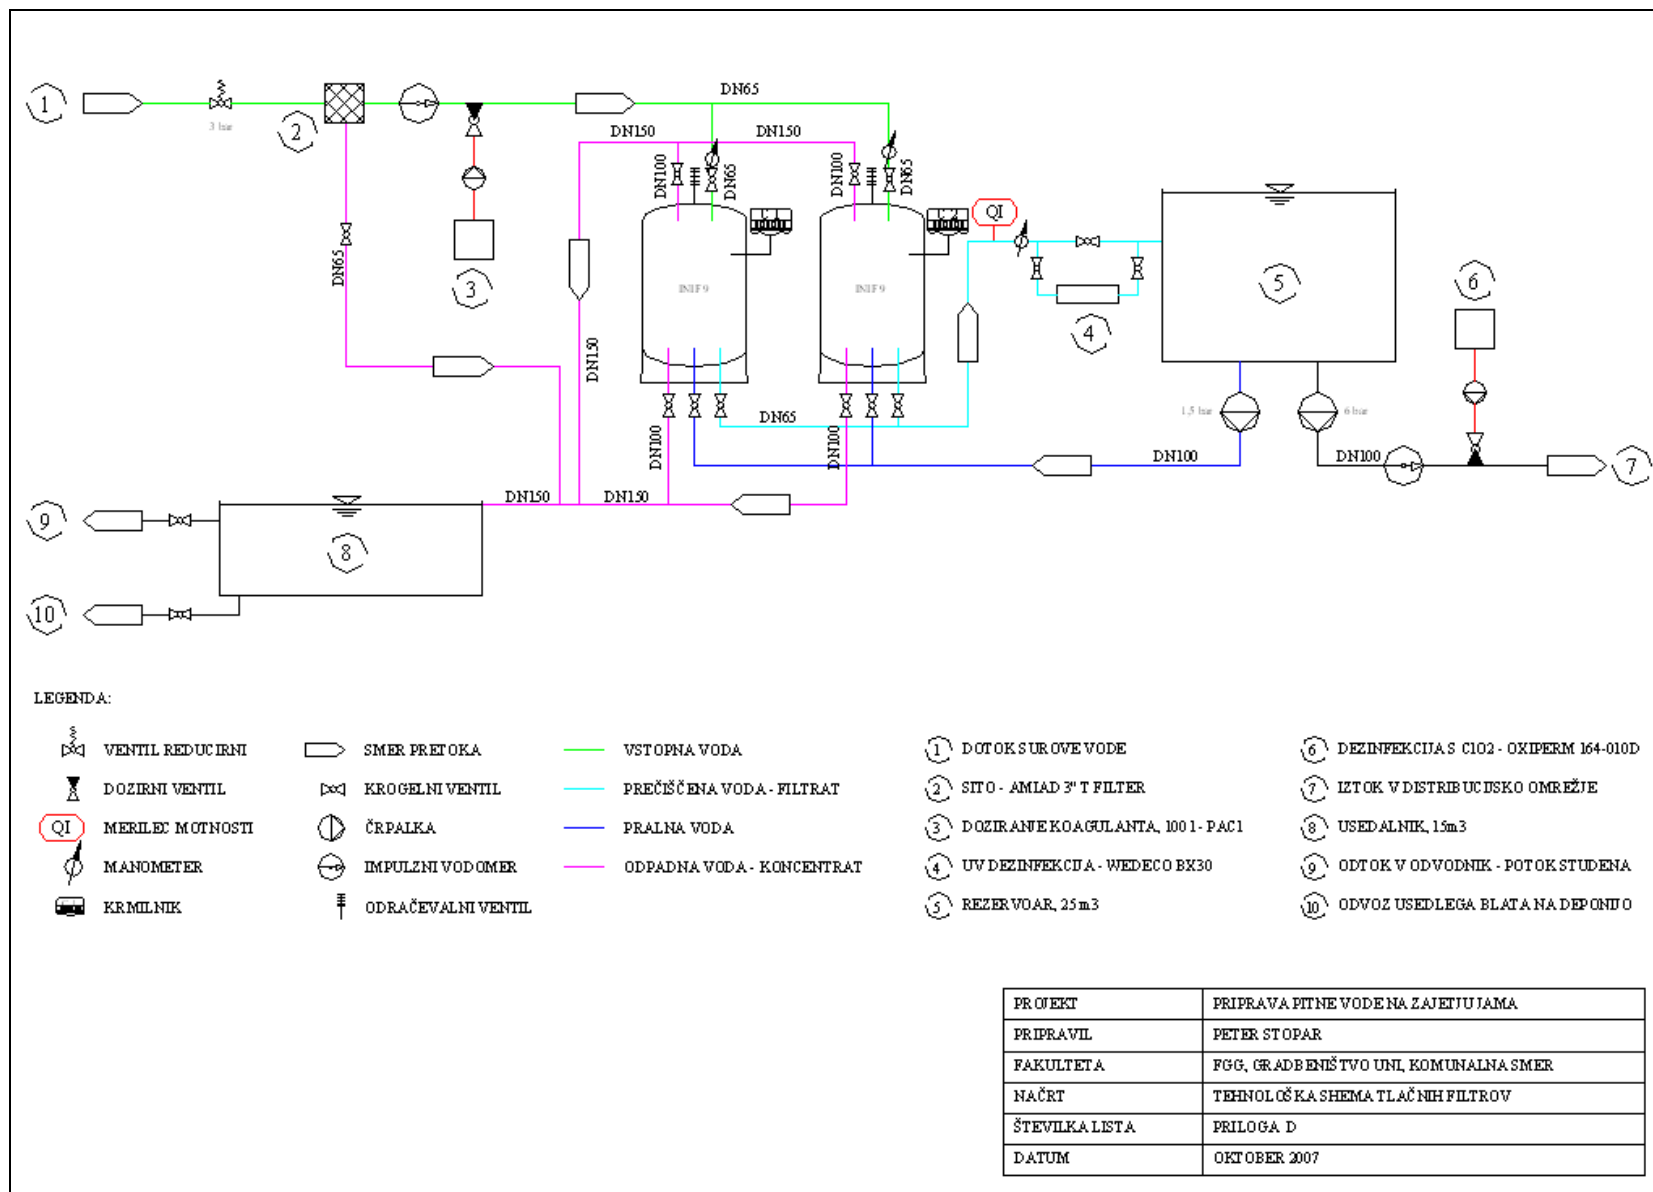 1
3 bar
2
3
DN65
DN150
DN150
DN100
DN65
DN100
DN65
QI
INIF 9
INIF 9
DN65
DN150
4
5
6
1,5 bar
6 bar
DN65
DN100
DN100
DN100
DN100
7
DN150
DN150
9
8
10
LEGENDA:
VENTIL REDUCIRNI
DOZIRNI VENTIL
QI MERILEC MOTNOSTI
MANOMETER
KRMILNIK
SMER PRETOKA
KROGELNI VENTIL
ČRPALKA
IMPULZNI VODOMER
ODRAČEVALNI VENTIL
VSTOPNA VODA
PREČIŠČENA VODA - FILTRAT
PRALNA VODA
ODPADNA VODA - KONCENTRAT
1 DOTOK SUROVE VODE
2 SITO - AMIAD 3" T FILTER
3 DOZIRANJE KOAGULANTA, 100 l - PACl
4 UV DEZINFEKCIJA - WEDECO BX30
5 REZERVOAR, 25 m3
6 DEZINFEKCIJA S ClO2 - OXIPERM 164-010D
7 IZTOK V DISTRIBUCIJSKO OMREŽJE
8 USEDALNIK, 15m3
9 ODTOK V ODVODNIK - POTOK STUDENA
10 ODVOZ USEDLEGA BLATA NA DEPONIJO
PROJEKT PRIPRAVA PITNE VODE NA ZAJETJU JAMA
PRIPRAVIL PETER STOPAR
FAKULTETA FGG, GRADBENIŠTVO UNI, KOMUNALNA SMER
NAČRT TEHNOLOŠKA SHEMA TLAČNIH FILTROV
ŠTEVILKA LISTA PRILOGA D
DATUM OKTOBER 2007